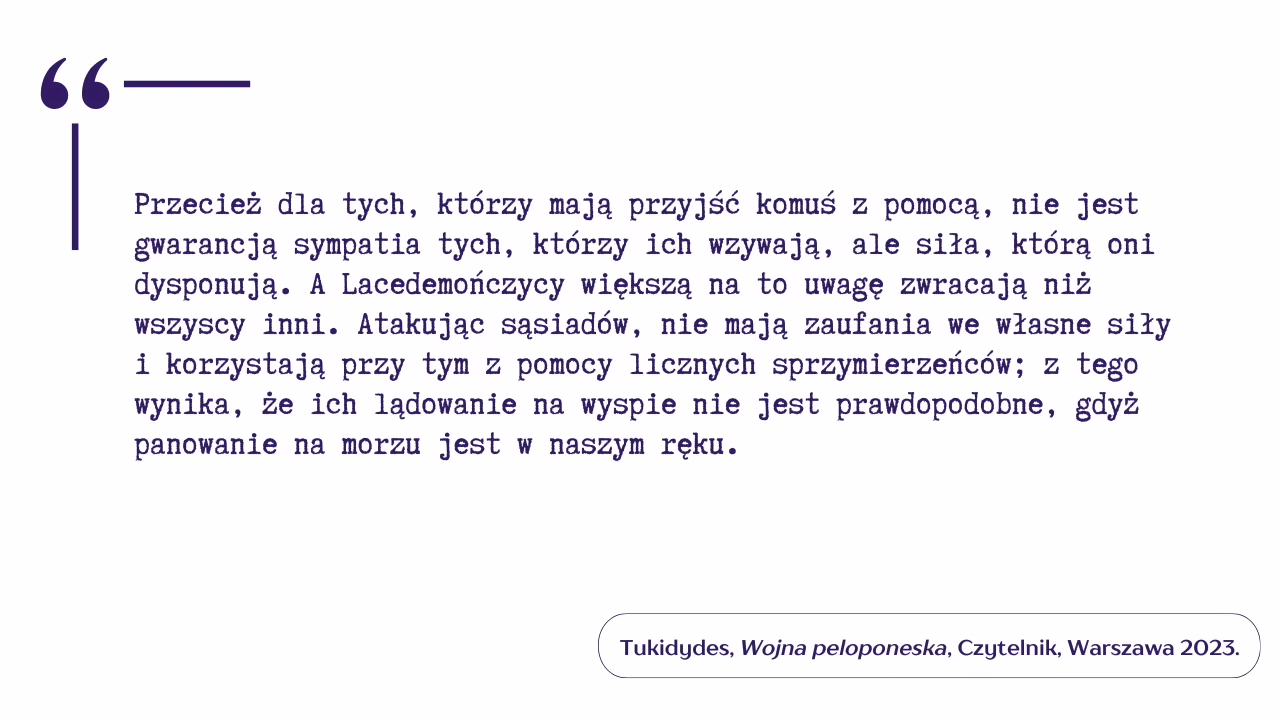 “
Przecież dla tych, którzy mają przyjść komuś z pomocą, nie jest
gwarancją sympatia tych, którzy ich wzywają, ale siła, którą oni
dysponują. A Lacedemończycy większą na to uwagę zwracają niż
wszyscy inni. Atakując sąsiadów, nie mają zaufania we własne siły
i korzystają przy tym z pomocy licznych sprzymierzeńców; z tego
wynika, że ich lądowanie na wyspie nie jest prawdopodobne, gdyż
panowanie na morzu jest w naszym ręku.
Tukidydes, Wojna peloponeska, Czytelnik, Warszawa 2023.